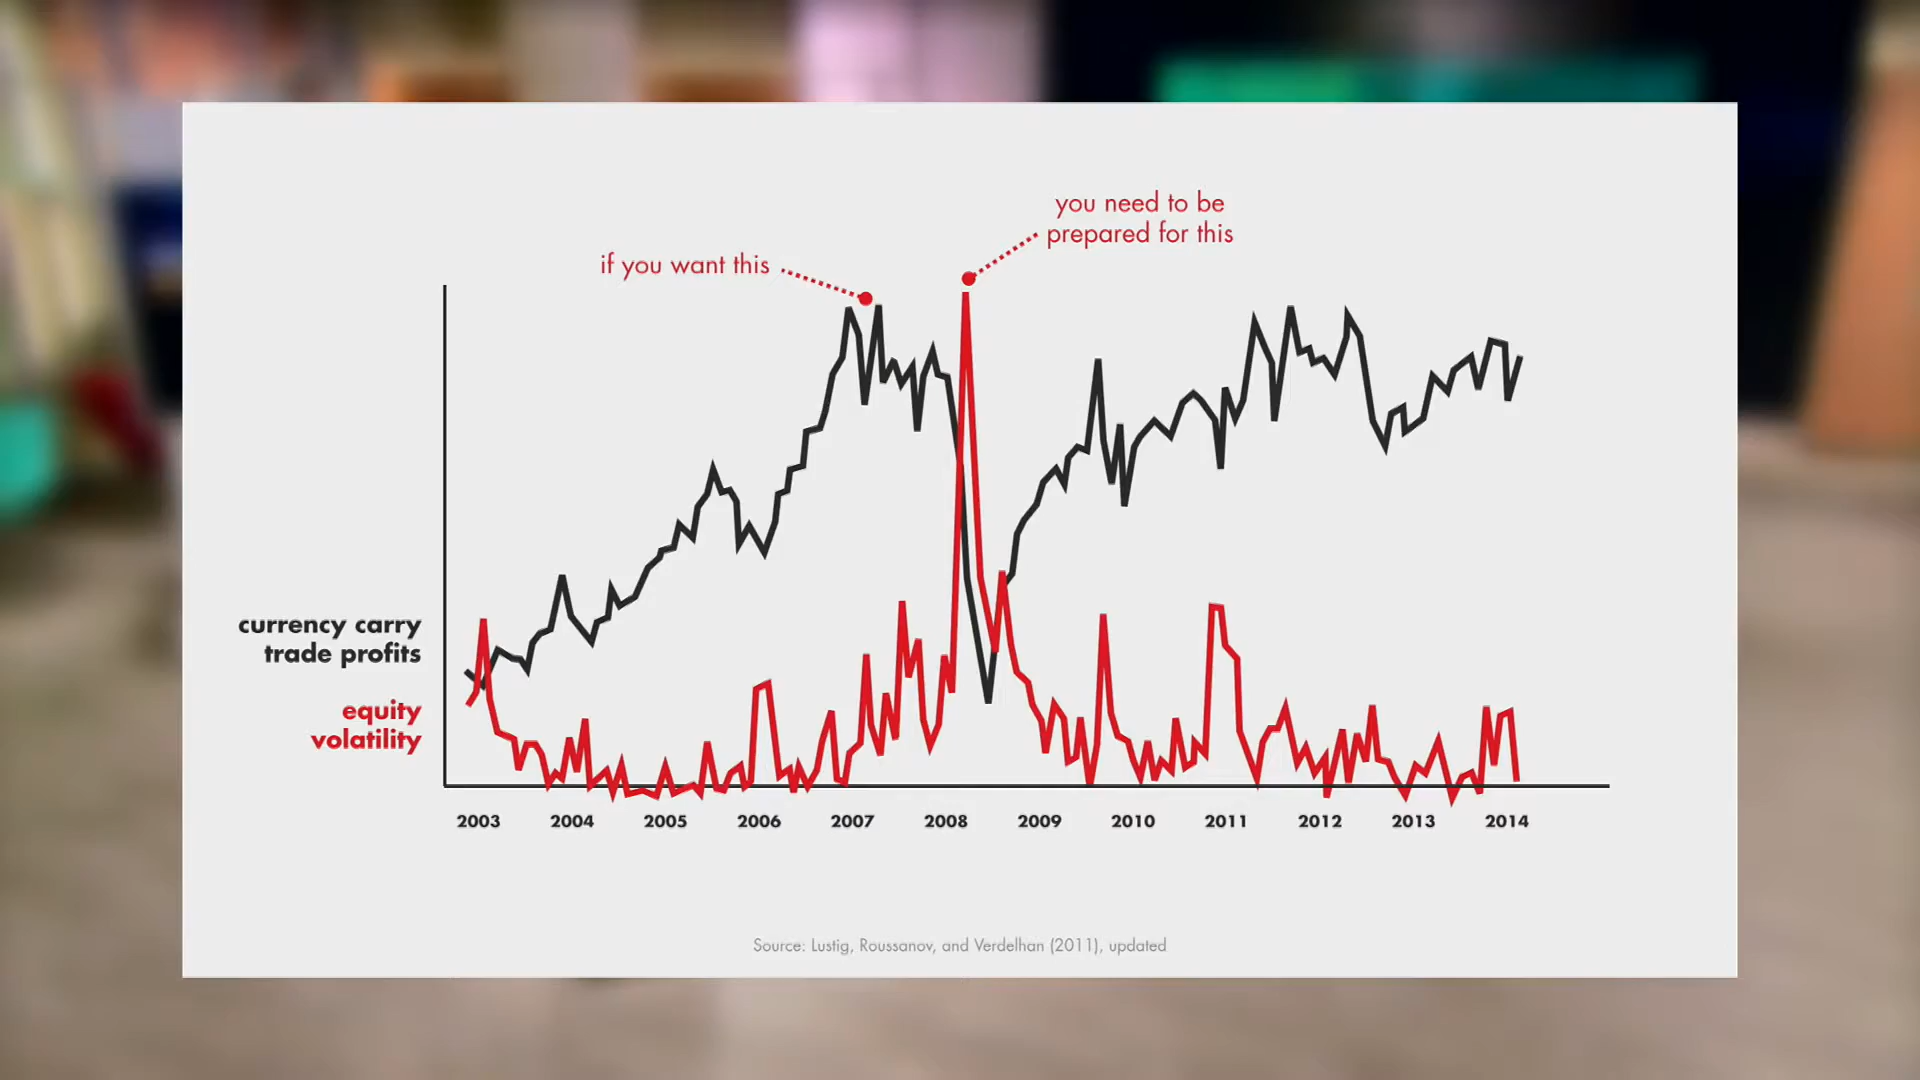 you need to be
prepared for this
if you want this
currency carry
trade profits
equity
volatility
2003 2004 2005 2006 2007 2008 2009 2010 2011 2012 2013 2014
Source: Lustig, Roussanov, and Verdelhan (2011), updated